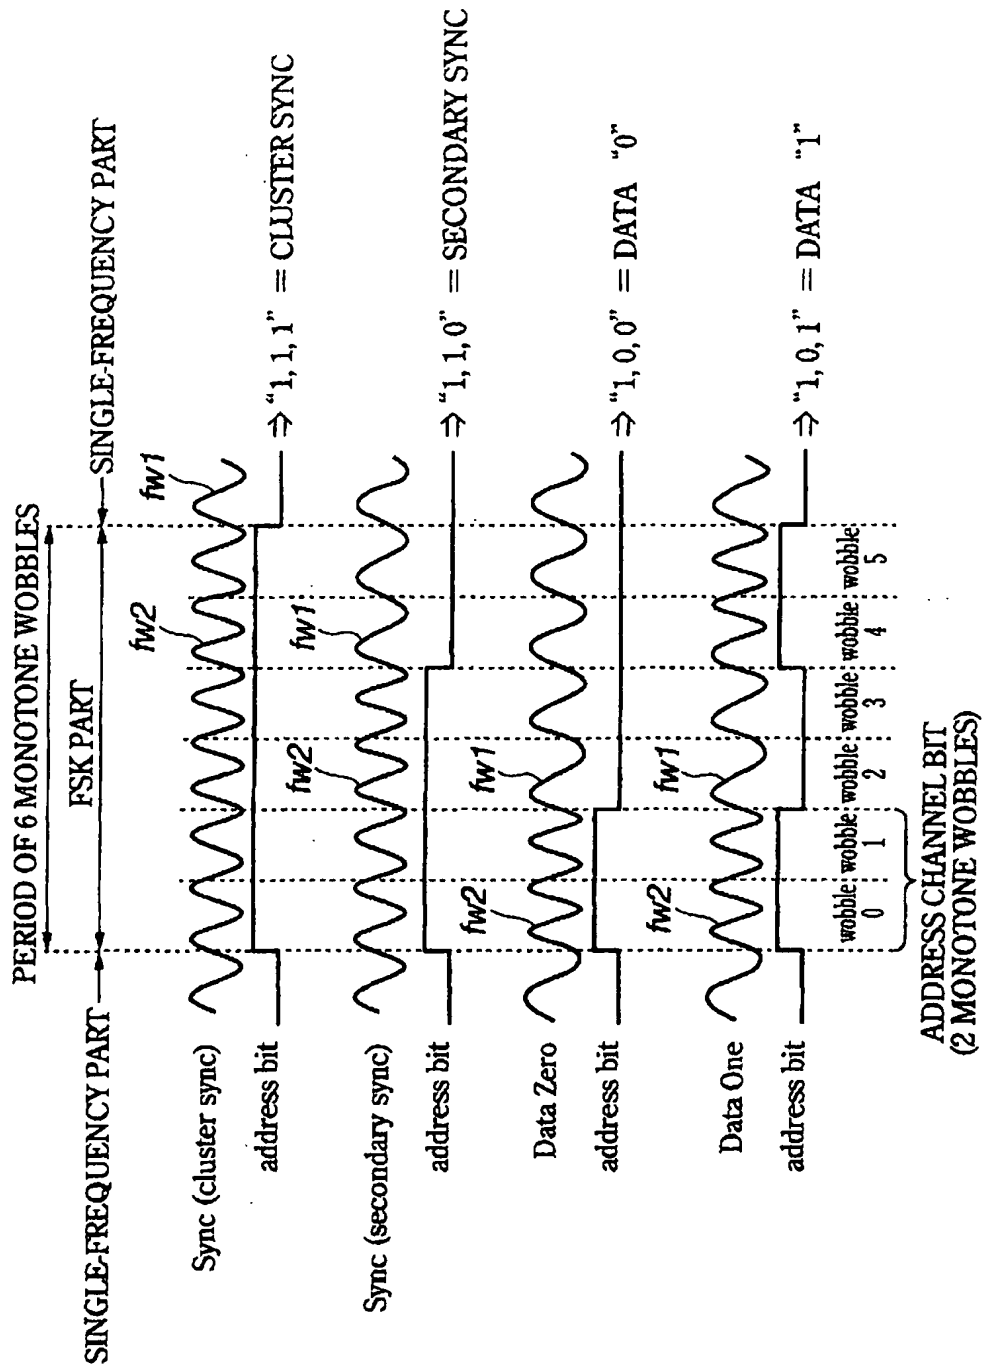 PERIOD OF 6 MONOTONE WOBBLES
SINGLE-FREQUENCY PART
FSK PART
SINGLE-FREQUENCY PART
Sync (cluster sync)
fw2
fw1
address bit
⇒ “1, 1, 1” = CLUSTER SYNC
Sync (secondary sync)
fw2
fw1
address bit
⇒ “1, 1, 0” = SECONDARY SYNC
Data Zero
fw2
fw1
address bit
⇒ “1, 0, 0” = DATA “0”
Data One
fw2
fw1
address bit
⇒ “1, 0, 1” = DATA “1”
wobble wobble wobble wobble wobble wobble
0 1 2 3 4 5
ADDRESS CHANNEL BIT
(2 MONOTONE WOBBLES)